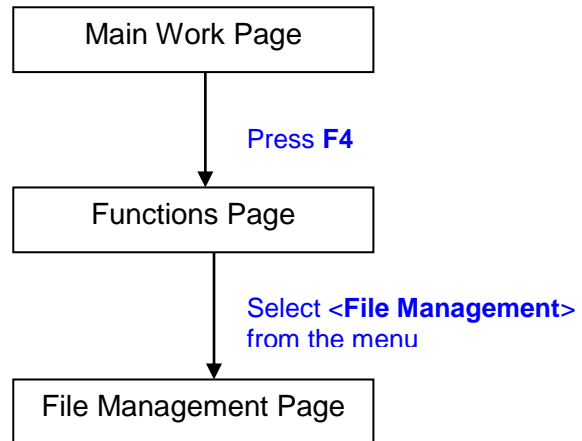 Main Work Page
Press F4
Functions Page
Select <File Management>
from the menu
File Management Page